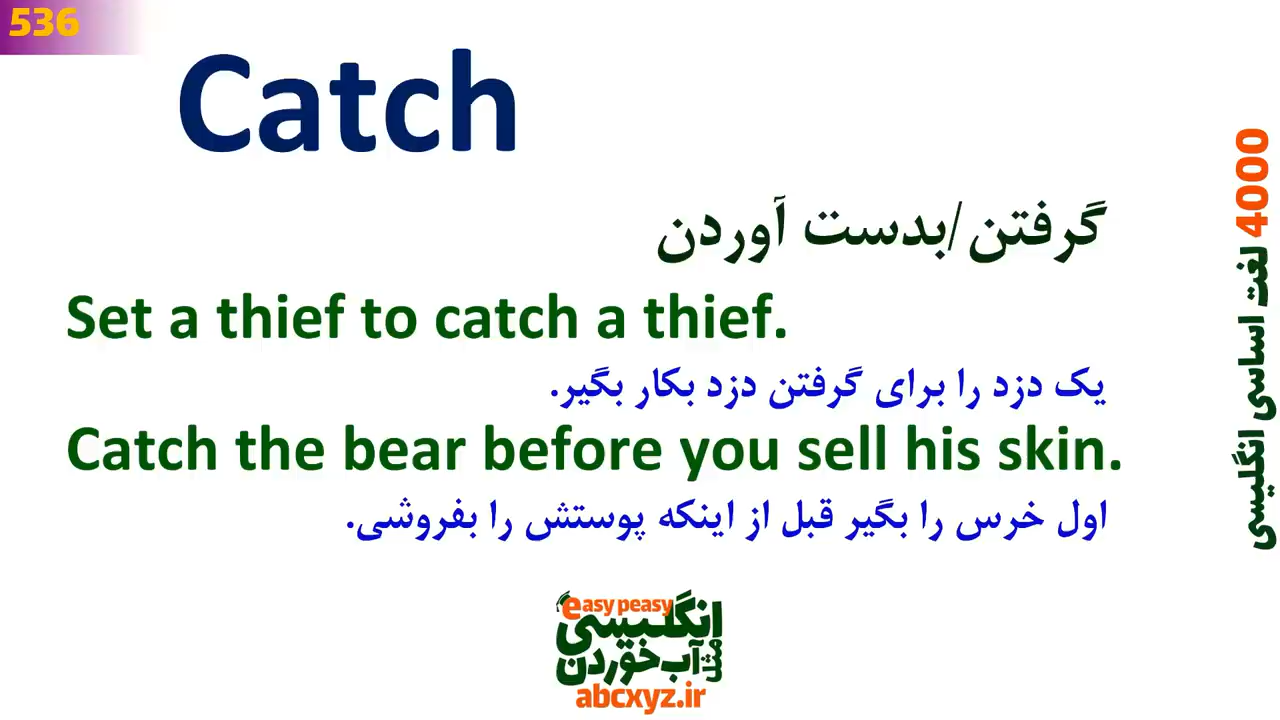 536
Catch
گرفتن/بدست آوردن
Set a thief to catch a thief.
یک دزد را برای گرفتن دزد بکار بگیر.
Catch the bear before you sell his skin.
اول خرس را بگیر قبل از اینکه پوستش را بفروشی.
4000 لغت اساسی انگلیسی
easy peasy
انگلیسی
مثل آب خوردن
abcxyz.ir